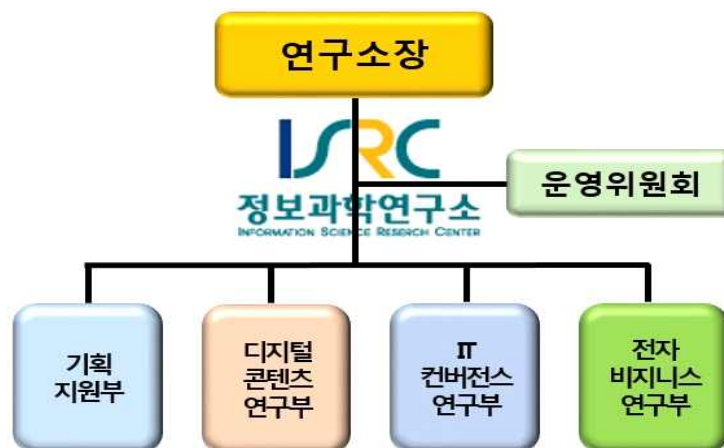 연구소장
ISRC
정보과학연구소
INFORMATION SCIENCE RESERCH CENTER
운영위원회
기획
지원부
디지털
콘텐츠
연구부
IT
컨버전스
연구부
전자
비지니스
연구부